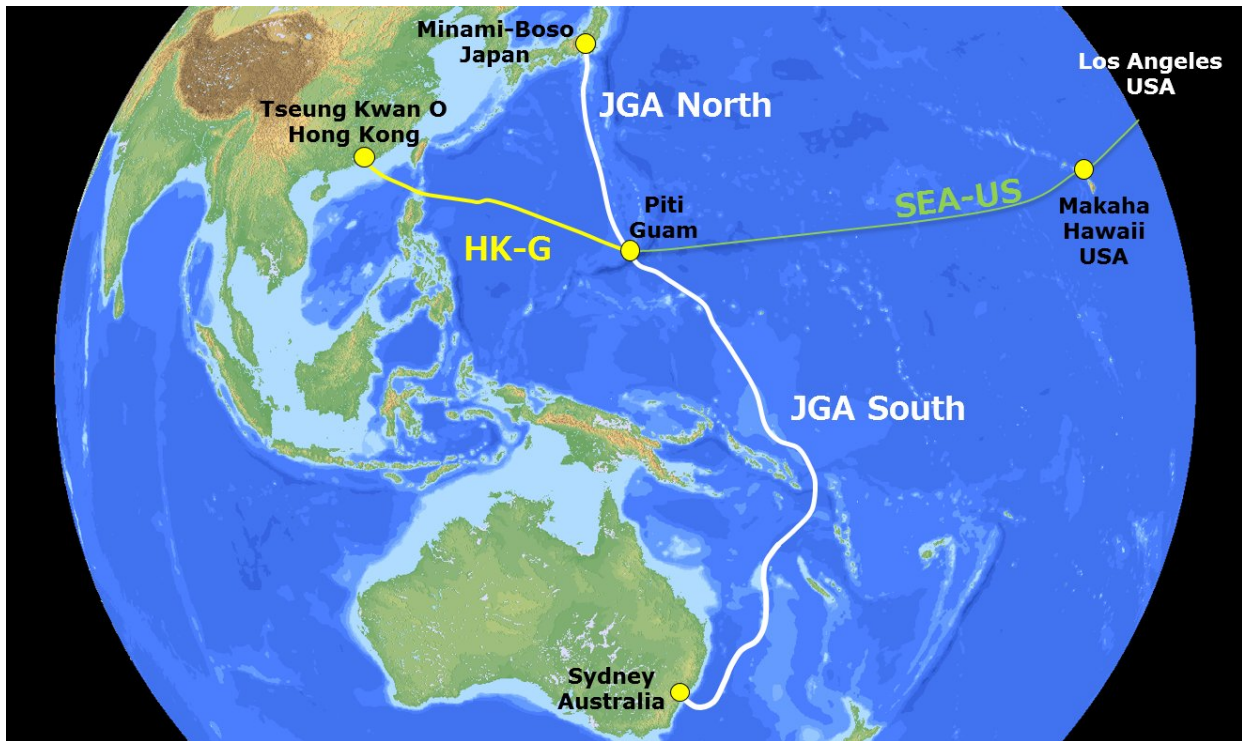 Minami-Boso
Japan
Los Angeles
USA
Tseung Kwan O
Hong Kong
JGA North
SEA-US
Makaha
Hawaii
USA
Piti
Guam
HK-G
JGA South
Sydney
Australia